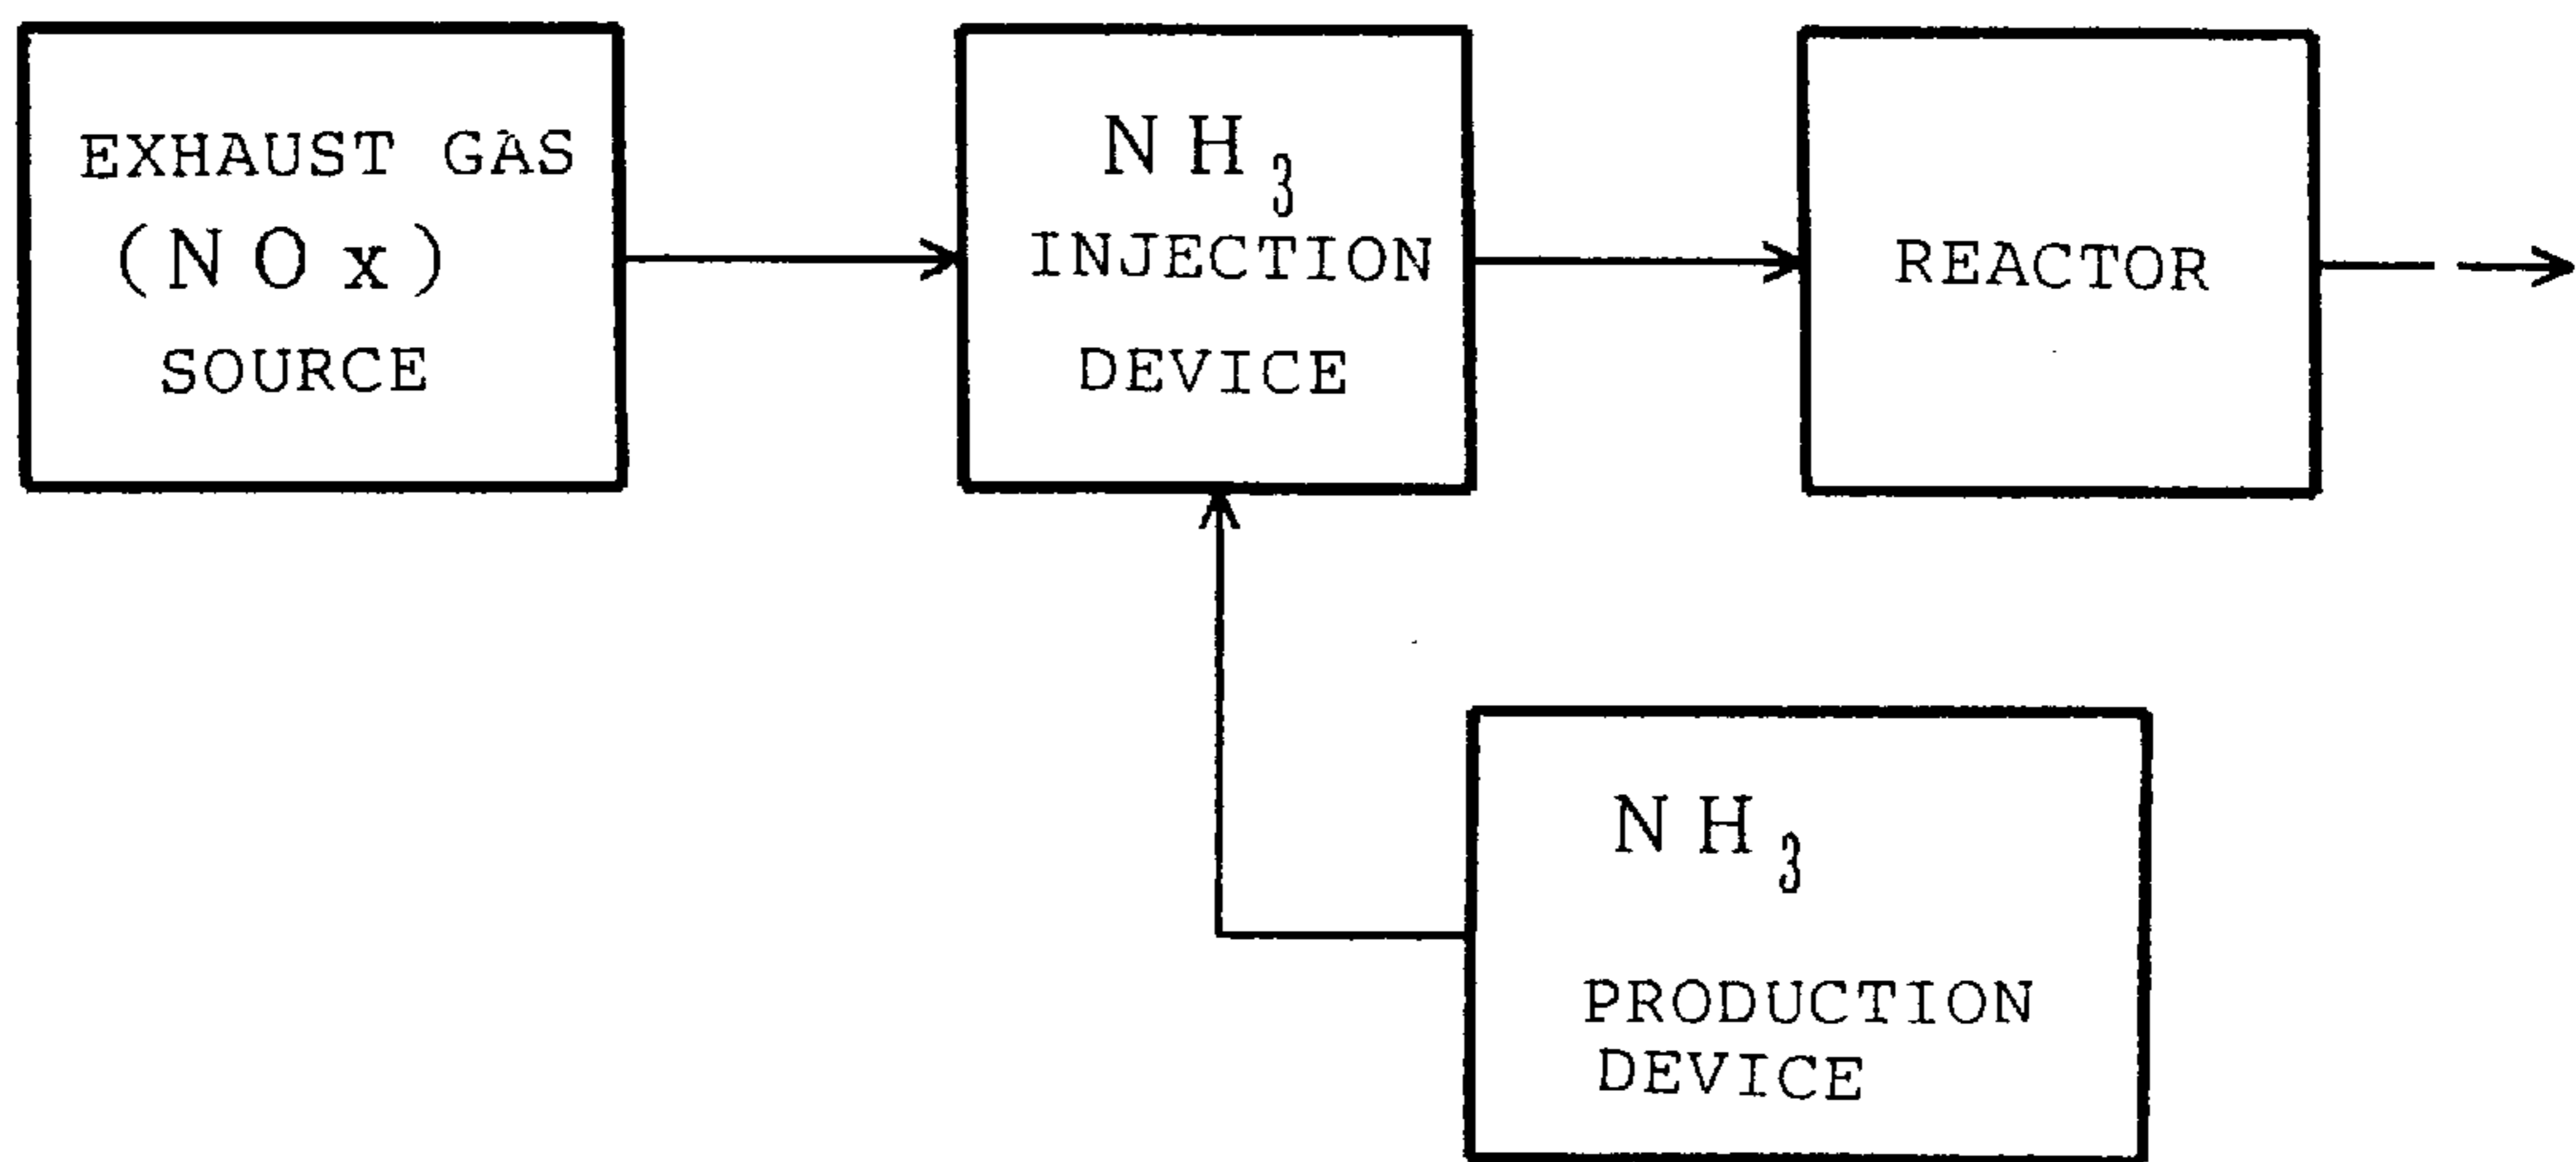 EXHAUST GAS
(NOx)
SOURCE
NH₃
INJECTION
DEVICE
REACTOR
NH₃
PRODUCTION
DEVICE